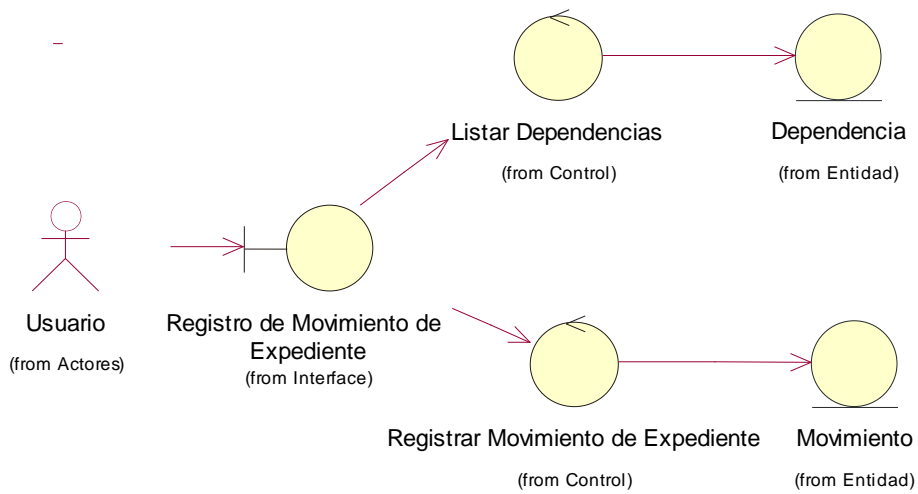 Listar Dependencias
(from Control)
Dependencia
(from Entidad)
Usuario
(from Actores)
Registro de Movimiento de
Expediente
(from Interface)
Registrar Movimiento de Expediente
(from Control)
Movimiento
(from Entidad)